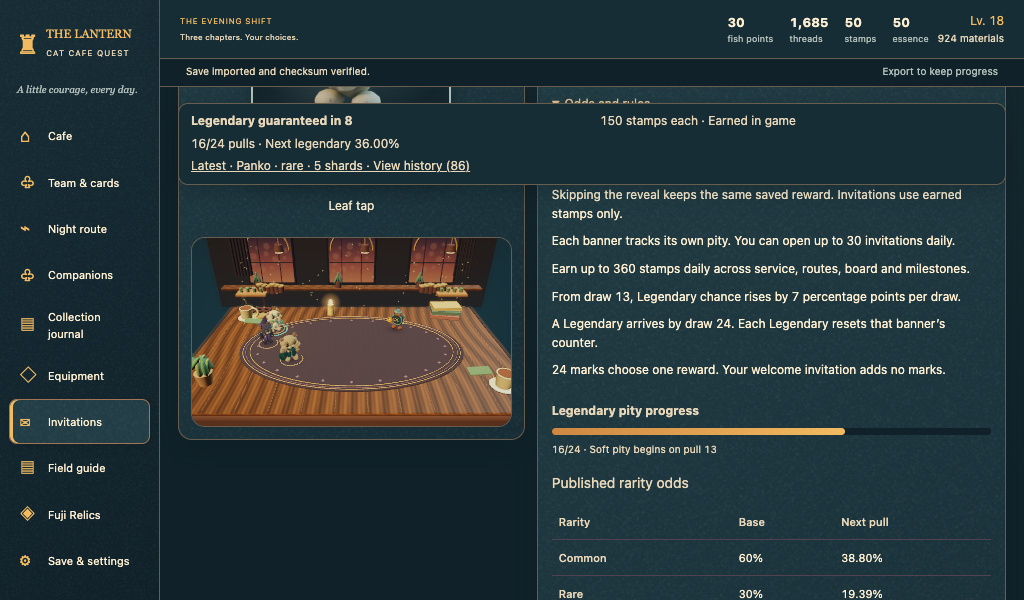 THE LANTERN
CAT CAFE QUEST
A little courage, every day.
Cafe
Team & cards
Night route
Companions
Collection
journal
Equipment
Invitations
Field guide
Fuji Relics
Save & settings
THE EVENING SHIFT
Three chapters. Your choices.
30
fish points
1,685
threads
50
stamps
50
essence
Lv. 18
924 materials
Save imported and checksum verified.
Export to keep progress
Odds and rules
Legendary guaranteed in 8
150 stamps each · Earned in game
16/24 pulls · Next legendary 36.00%
Latest · Panko · rare · 5 shards · View history (86)
Leaf tap
Skipping the reveal keeps the same saved reward. Invitations use earned
stamps only.
Each banner tracks its own pity. You can open up to 30 invitations daily.
Earn up to 360 stamps daily across service, routes, board and milestones.
From draw 13, Legendary chance rises by 7 percentage points per draw.
A Legendary arrives by draw 24. Each Legendary resets that banner's
counter.
24 marks choose one reward. Your welcome invitation adds no marks.
Legendary pity progress
16/24 · Soft pity begins on pull 13
Published rarity odds
Rarity Base Next pull
Common 60% 38.80%
Rare 30% 19.39%